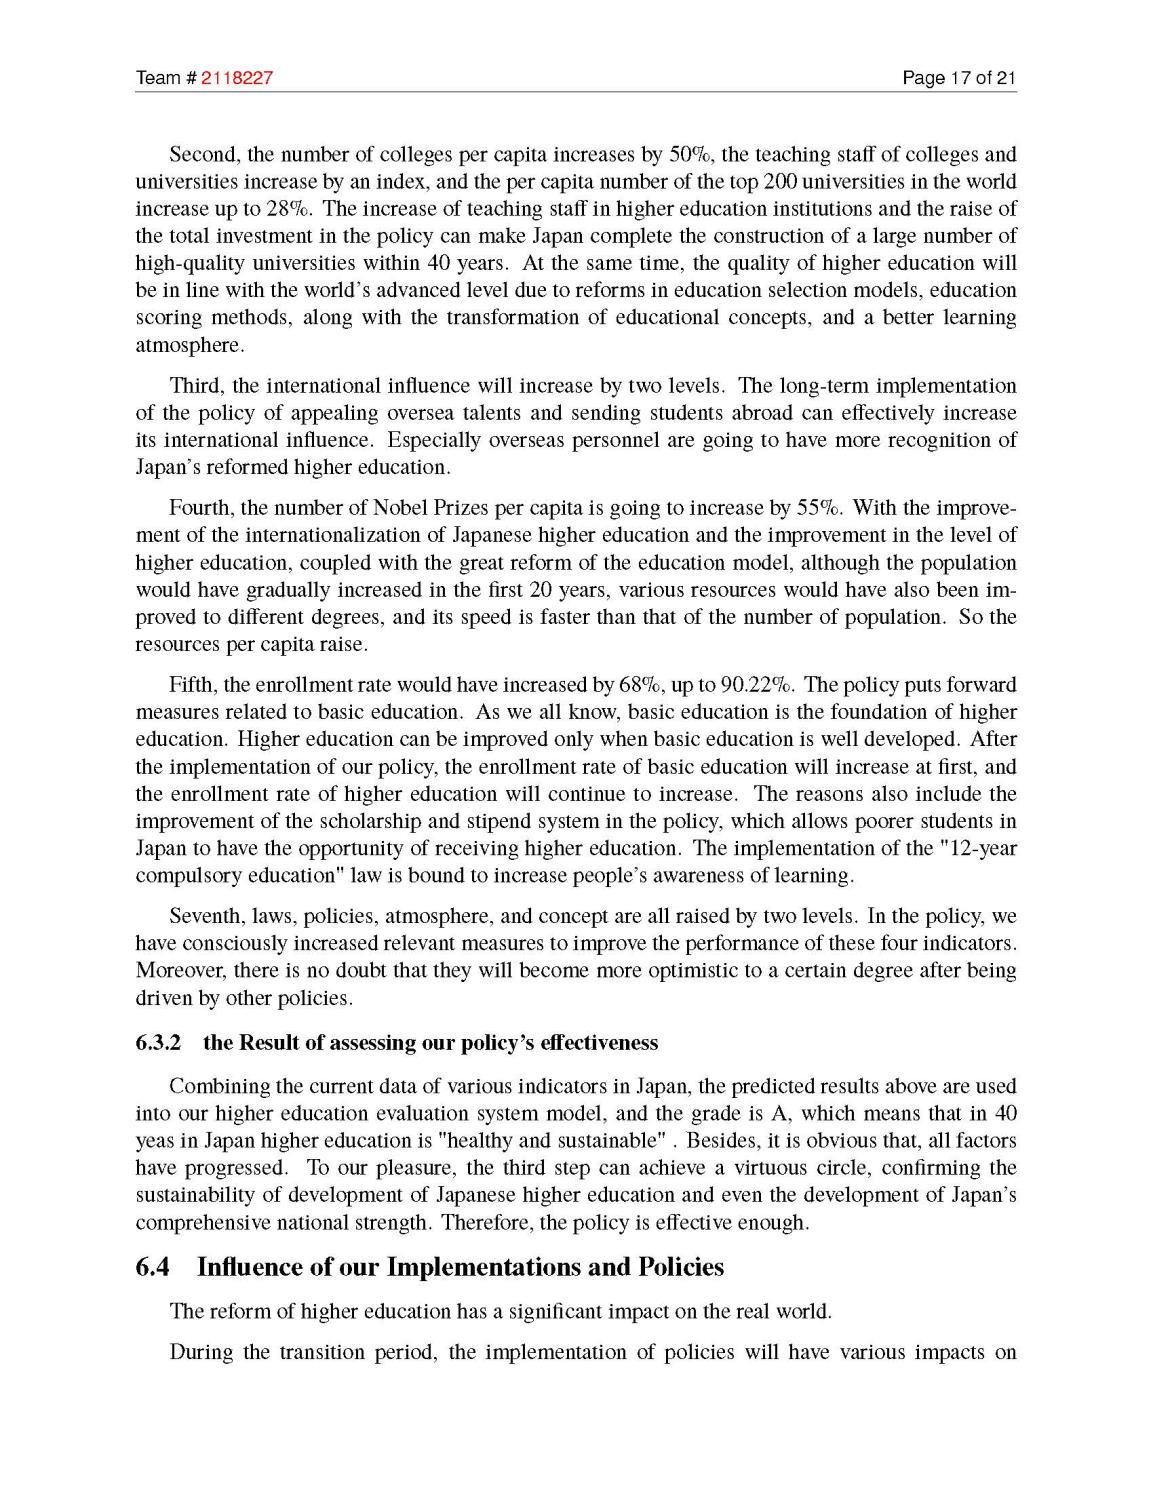 Team # 2118227 Page 17 of 21
Second, the number of colleges per capita increases by 50%, the teaching staff of colleges and
universities increase by an index, and the per capita number of the top 200 universities in the world
increase up to 28%. The increase of teaching staff in higher education institutions and the raise of
the total investment in the policy can make Japan complete the construction of a large number of
high-quality universities within 40 years. At the same time, the quality of higher education will
be in line with the world's advanced level due to reforms in education selection models, education
scoring methods, along with the transformation of educational concepts, and a better learning
atmosphere.
Third, the international influence will increase by two levels. The long-term implementation
of the policy of appealing oversea talents and sending students abroad can effectively increase
its international influence. Especially overseas personnel are going to have more recognition of
Japan's reformed higher education.
Fourth, the number of Nobel Prizes per capita is going to increase by 55%. With the improve-
ment of the internationalization of Japanese higher education and the improvement in the level of
higher education, coupled with the great reform of the education model, although the population
would have gradually increased in the first 20 years, various resources would have also been im-
proved to different degrees, and its speed is faster than that of the number of population. So the
resources per capita raise.
Fifth, the enrollment rate would have increased by 68%, up to 90.22%. The policy puts forward
measures related to basic education. As we all know, basic education is the foundation of higher
education. Higher education can be improved only when basic education is well developed. After
the implementation of our policy, the enrollment rate of basic education will increase at first, and
the enrollment rate of higher education will continue to increase. The reasons also include the
improvement of the scholarship and stipend system in the policy, which allows poorer students in
Japan to have the opportunity of receiving higher education. The implementation of the "12-year
compulsory education" law is bound to increase people's awareness of learning.
Seventh, laws, policies, atmosphere, and concept are all raised by two levels. In the policy, we
have consciously increased relevant measures to improve the performance of these four indicators.
Moreover, there is no doubt that they will become more optimistic to a certain degree after being
driven by other policies.
6.3.2 the Result of assessing our policy's effectiveness
Combining the current data of various indicators in Japan, the predicted results above are used
into our higher education evaluation system model, and the grade is A, which means that in 40
yeas in Japan higher education is "healthy and sustainable" . Besides, it is obvious that, all factors
have progressed. To our pleasure, the third step can achieve a virtuous circle, confirming the
sustainability of development of Japanese higher education and even the development of Japan's
comprehensive national strength. Therefore, the policy is effective enough.
6.4 Influence of our Implementations and Policies
The reform of higher education has a significant impact on the real world.
During the transition period, the implementation of policies will have various impacts on